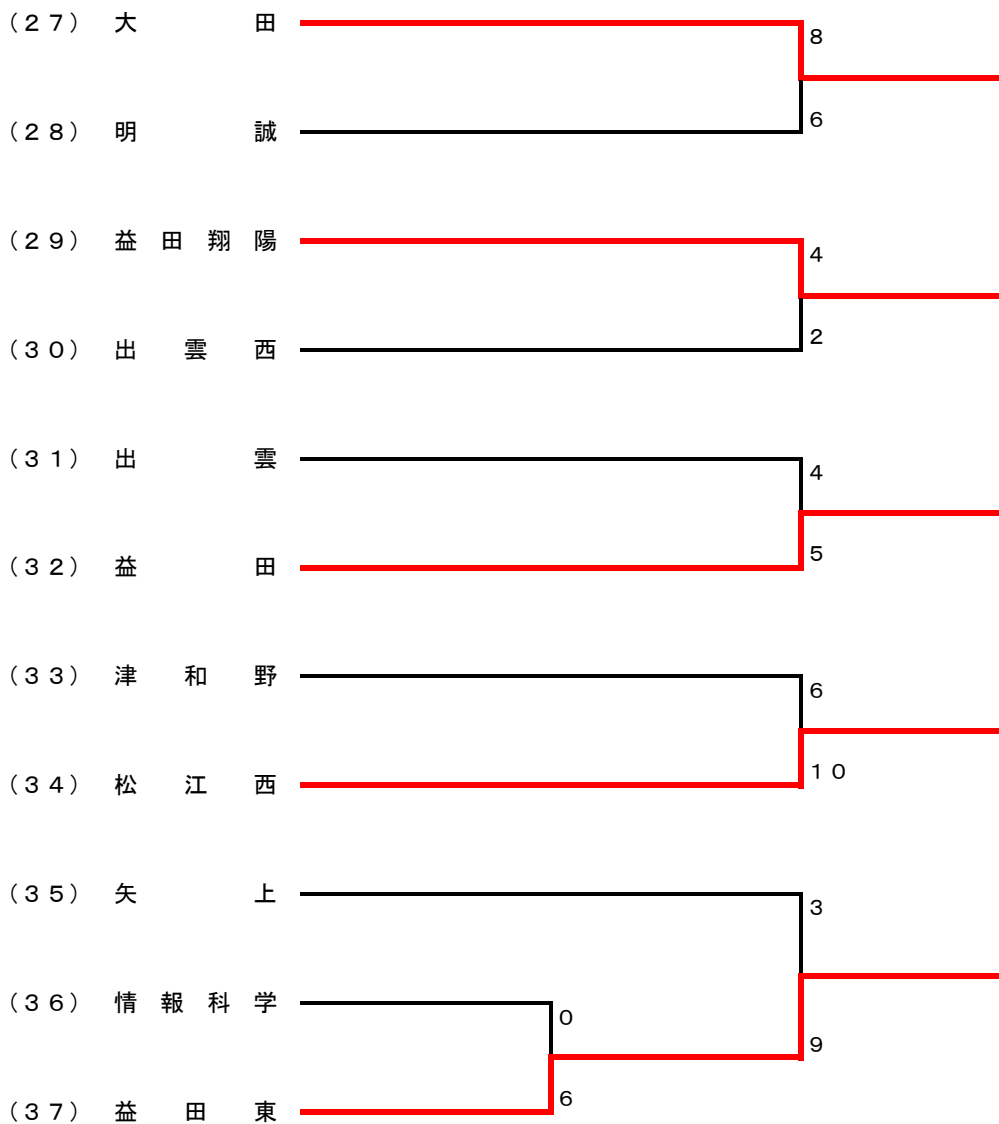 (27) 大田
8
6
(28) 明誠
(29) 益田翔陽
4
2
(30) 出雲西
(31) 出雲
4
5
(32) 益田
(33) 津和野
6
10
(34) 松江西
(35) 矢上
3
(36) 情報科学
0
9
6
(37) 益田東